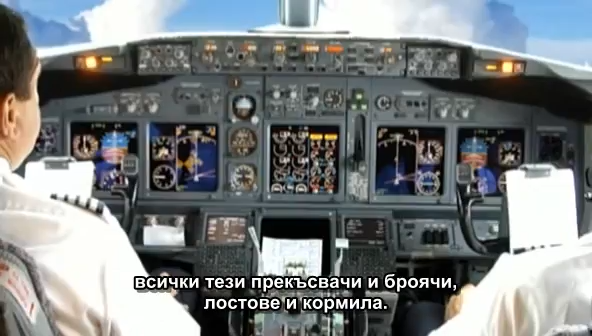 всички тези прекъсвачи и броячи,
лостове и кормила.